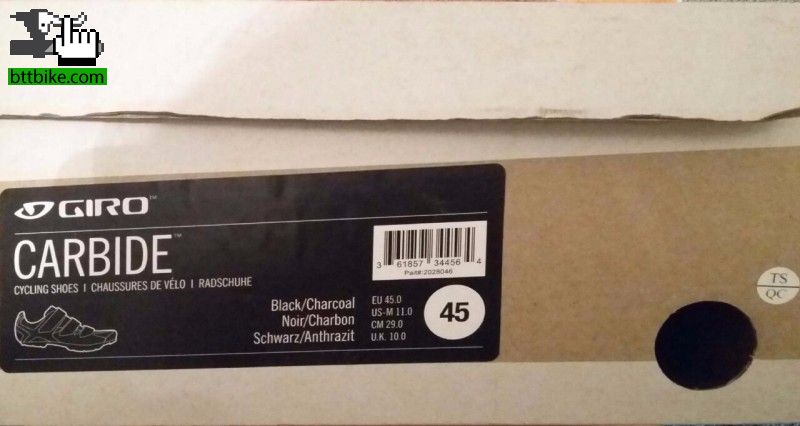 bttbike.com
GIRO™
CARBIDE™
CYCLING SHOES I CHAUSSURES DE VÉLO I RADSCHUHE
3 61857 34456 4
Part#:2028046
Black/Charcoal
Noir/Charbon
Schwarz/Anthrazit
EU 45.0
US-M 11.0
CM 29.0
U.K. 10.0
45
TS
QC